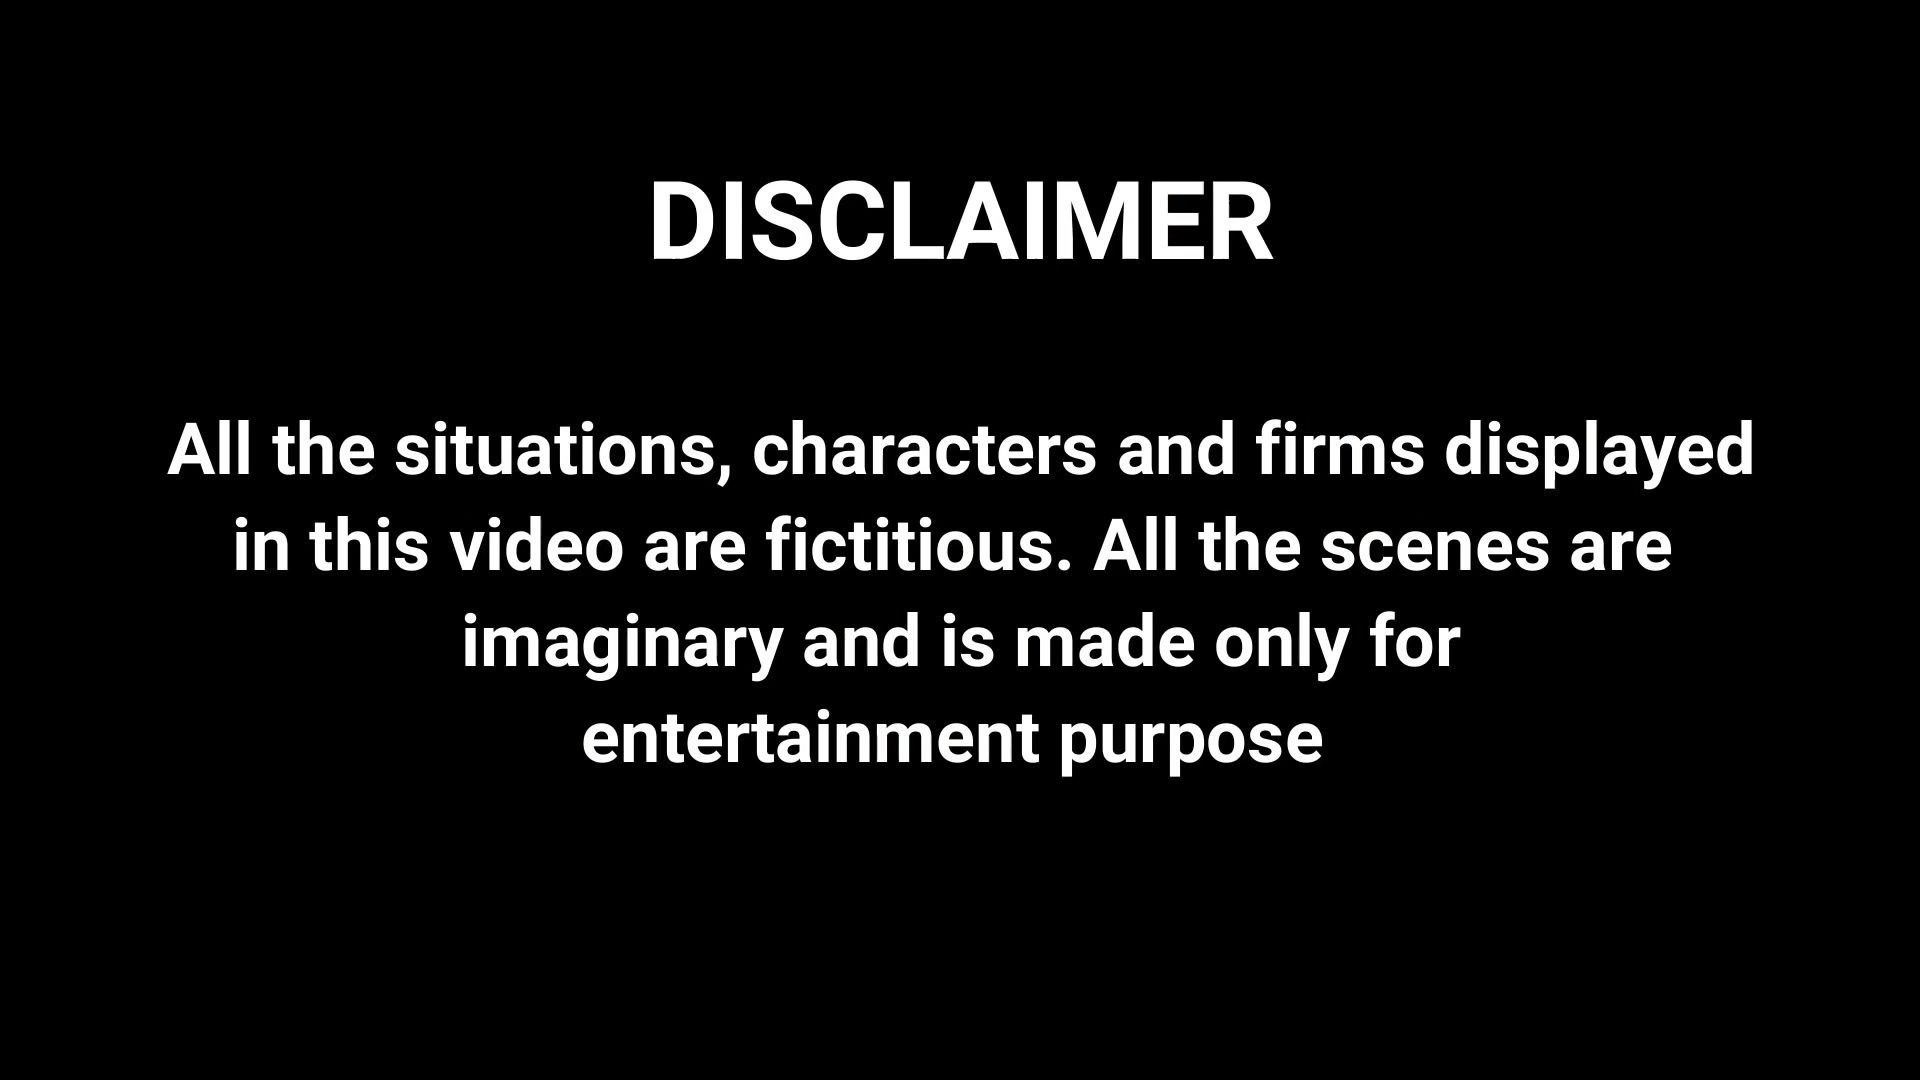 DISCLAIMER
All the situations, characters and firms displayed
in this video are fictitious. All the scenes are
imaginary and is made only for
entertainment purpose